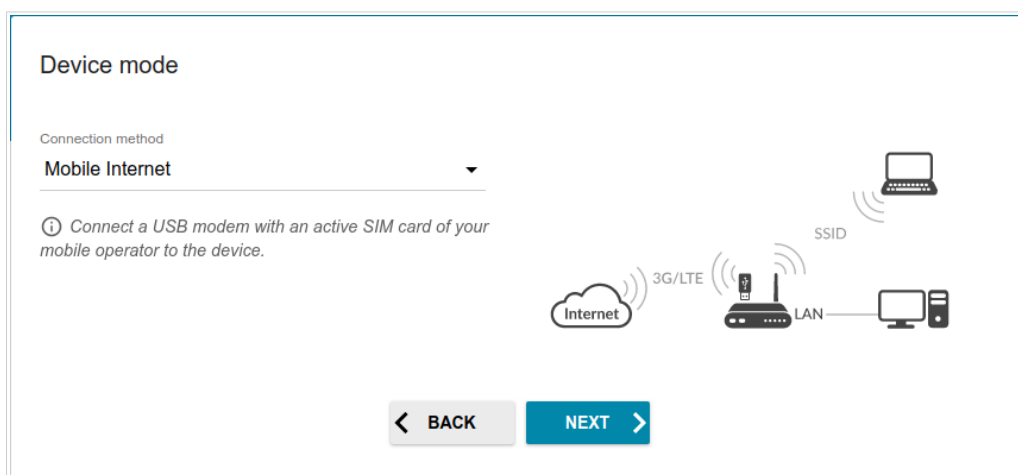 Device mode
Connection method
Mobile Internet
Connect a USB modem with an active SIM card of your
mobile operator to the device.
SSID
3G/LTE
Internet
LAN
BACK
NEXT